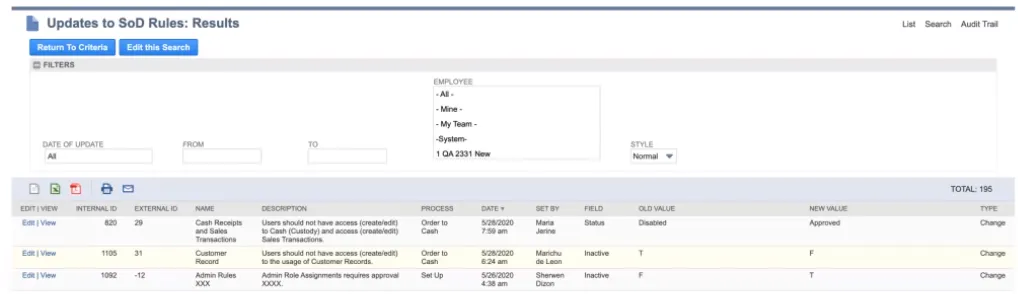 Updates to SoD Rules: Results
List Search Audit Trail
Return To Criteria Edit this Search
FILTERS
EMPLOYEE
- All -
- Mine -
- My Team -
-System-
1 QA 2331 New
DATE OF UPDATE FROM TO STYLE
All Normal
TOTAL: 195
EDIT | VIEW INTERNAL ID EXTERNAL ID NAME DESCRIPTION PROCESS DATE SET BY FIELD OLD VALUE NEW VALUE TYPE
Edit | View 820 29 Cash Receipts Users should not have access (create/edit) Order to 5/28/2020 Maria Status Disabled Approved Change
and Sales to Cash (Custody) and access (create/edit) Cash 7:59 am Jerine
Transactions Sales Transactions.
Edit | View 1105 31 Customer Users should not have access (create/edit) Order to 5/28/2020 Marichu Inactive T F Change
Record to the usage of Customer Records. Cash 6:24 am de Leon
Edit | View 1092 -12 Admin Rules Admin Role Assignments requires approval Set Up 5/26/2020 Sherwen Inactive F T Change
XXX XXXX. 4:38 am Dizon